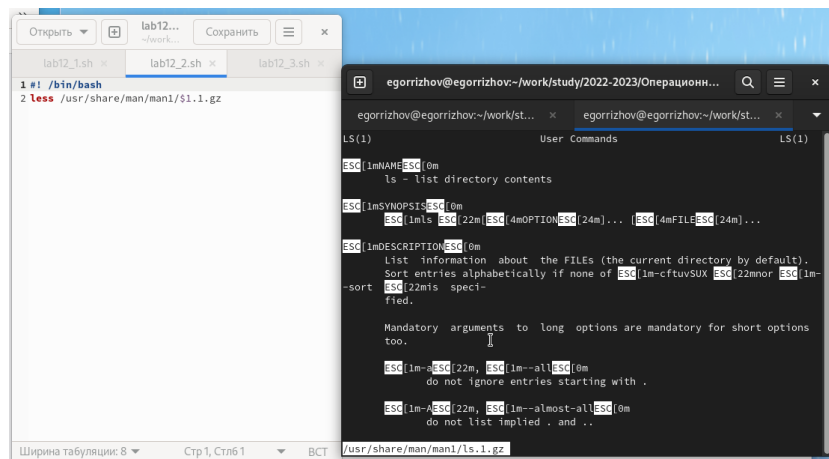 Открыть
lab12...
~/work...
Сохранить
lab12_1.sh
lab12_2.sh
lab12_3.sh
1 #! /bin/bash
2 less /usr/share/man/man1/$1.1.gz
Ширина табуляции: 8
Стр 1, Стлб 1
ВСТ
egorrizhov@egorrizhov:~/work/study/2022-2023/Операционн...
egorrizhov@egorrizhov:~/work/st...
egorrizhov@egorrizhov:~/work/st...
LS(1) User Commands LS(1)
ESC[1mNAMEESC[0m
ls - list directory contents
ESC[1mSYNOPSISESC[0m
ESC[1mls ESC[22m[ESC[4mOPTIONESC[24m]... [ESC[4mFILEESC[24m]...
ESC[1mDESCRIPTIONESC[0m
List information about the FILEs (the current directory by default).
Sort entries alphabetically if none of ESC[1m-cftuvSUX ESC[22mnor ESC[1m-
-sort ESC[22mis speci-
fied.
Mandatory arguments to long options are mandatory for short options
too.
ESC[1m-aESC[22m, ESC[1m--allESC[0m
do not ignore entries starting with .
ESC[1m-AESC[22m, ESC[1m--almost-allESC[0m
do not list implied . and ..
/usr/share/man/man1/ls.1.gz